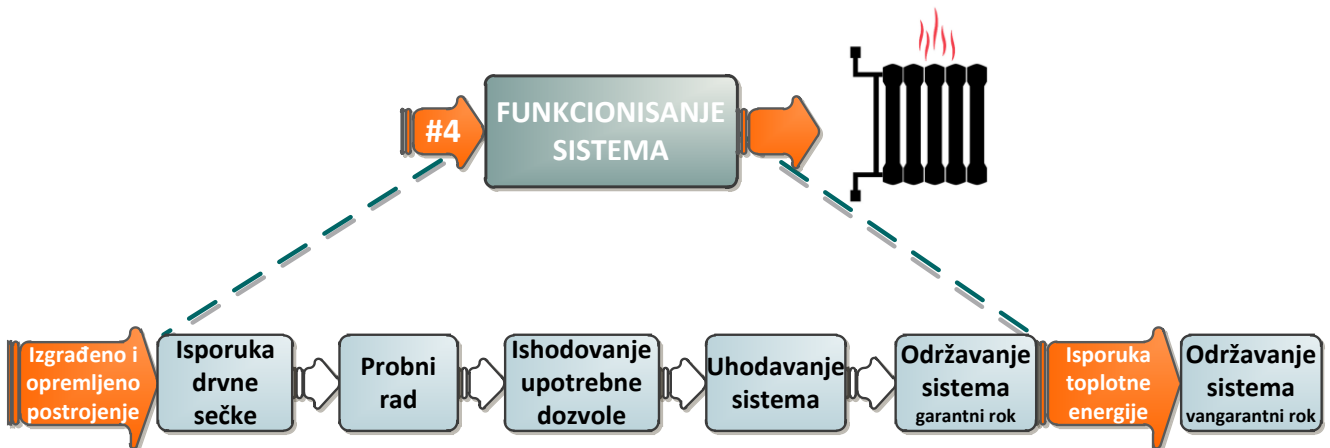 #4
FUNKCIONISANJE
SISTEMA
Izgrađeno i
opremljeno
postrojenje
Isporuka
drvne
sečke
Probni
rad
Ishodovanje
upotrebne
dozvole
Uhodavanje
sistema
Održavanje
sistema
garantni rok
Isporuka
toplotne
energije
Održavanje
sistema
vangarantni rok